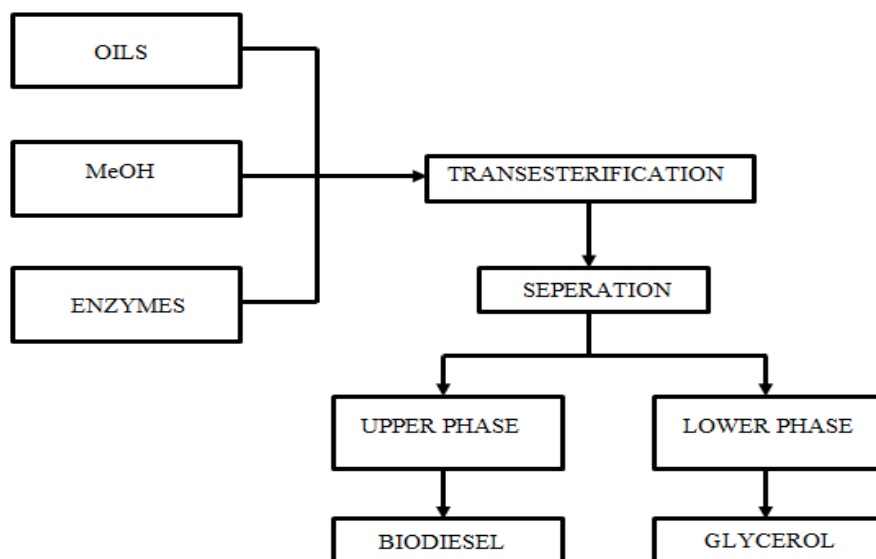 OILS
MeOH
TRANSESTERIFICATION
ENZYMES
SEPERATION
UPPER PHASE
LOWER PHASE
BIODIESEL
GLYCEROL